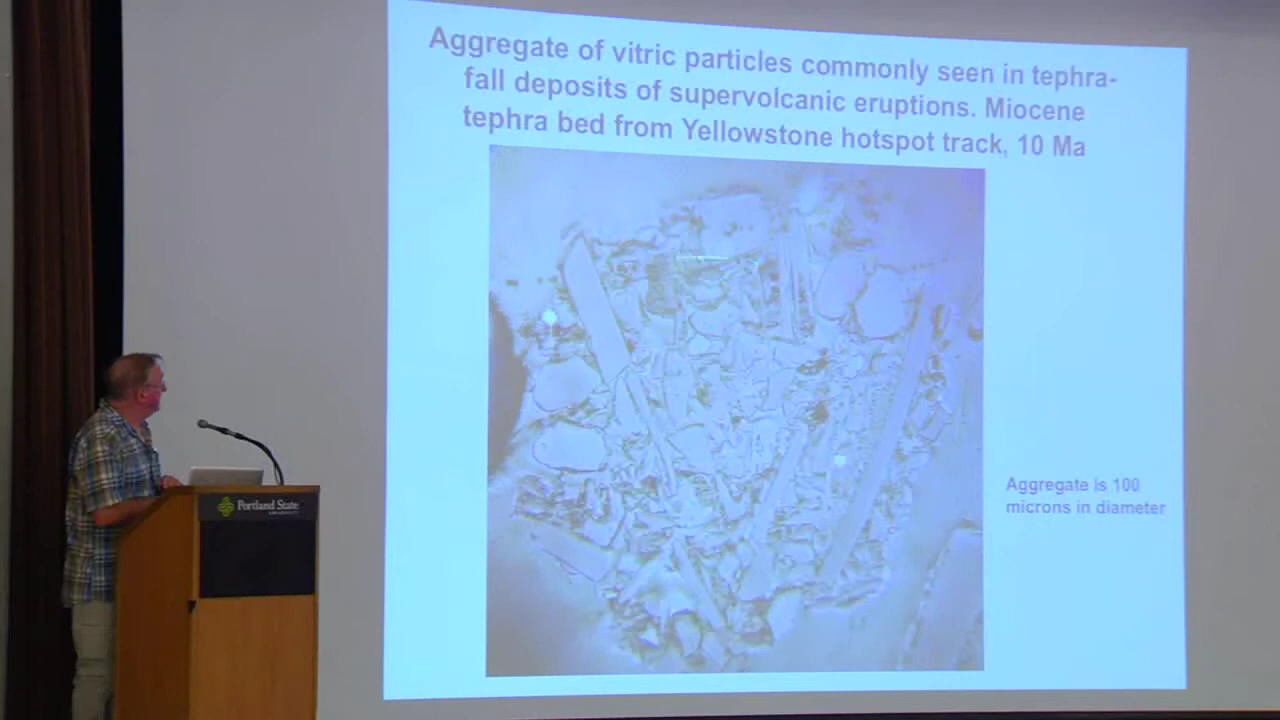 Aggregate of vitric particles commonly seen in tephra-
fall deposits of supervolcanic eruptions. Miocene
tephra bed from Yellowstone hotspot track, 10 Ma
Aggregate is 100
microns in diameter
Portland State
UNIVERSITY